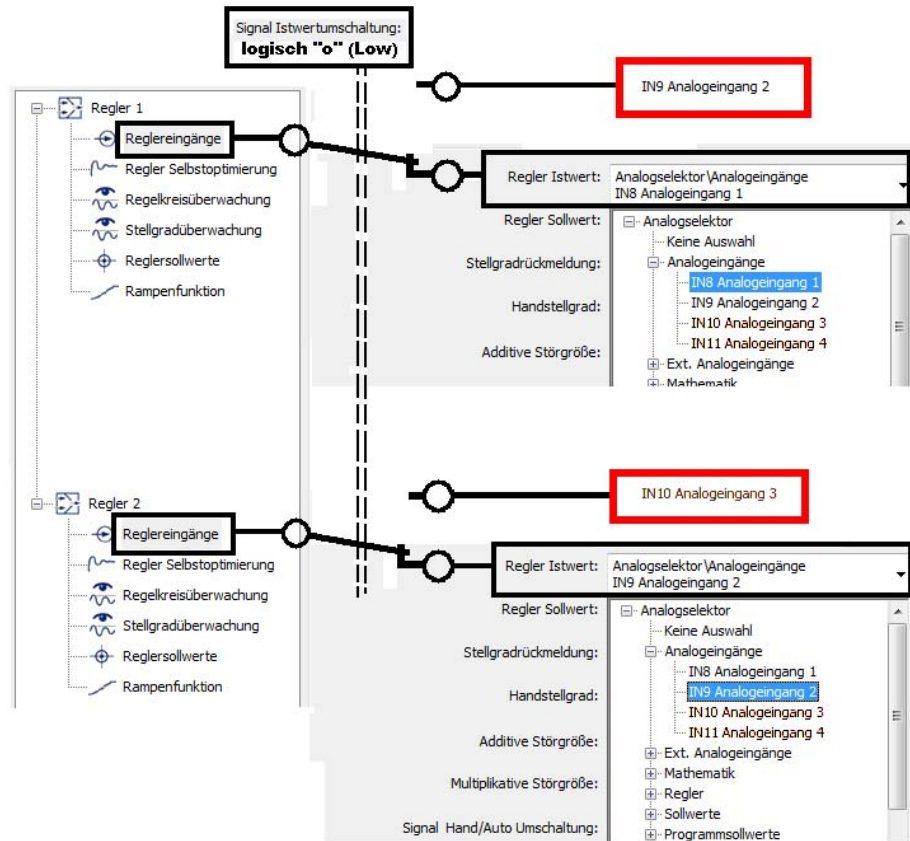 Signal Istwertumschaltung:
logisch "o" (Low)
IN9 Analogeingang 2
Regler 1
Reglereingänge
Regler Selbstoptimierung
Regelkreisüberwachung
Stellgradüberwachung
Reglersollwerte
Rampenfunktion
Regler Istwert:
Analogselektor\Analogeingänge
IN8 Analogeingang 1
Regler Sollwert:
Stellgradrückmeldung:
Handstellgrad:
Additive Störgröße:
Analogselektor
Keine Auswahl
Analogeingänge
IN8 Analogeingang 1
IN9 Analogeingang 2
IN10 Analogeingang 3
IN11 Analogeingang 4
Ext. Analogeingänge
Mathematik
IN10 Analogeingang 3
Regler 2
Reglereingänge
Regler Selbstoptimierung
Regelkreisüberwachung
Stellgradüberwachung
Reglersollwerte
Rampenfunktion
Regler Istwert:
Analogselektor\Analogeingänge
IN9 Analogeingang 2
Regler Sollwert:
Stellgradrückmeldung:
Handstellgrad:
Additive Störgröße:
Multiplikative Störgröße:
Signal Hand/Auto Umschaltung:
Analogselektor
Keine Auswahl
Analogeingänge
IN8 Analogeingang 1
IN9 Analogeingang 2
IN10 Analogeingang 3
IN11 Analogeingang 4
Ext. Analogeingänge
Mathematik
Regler
Sollwerte
Programmsollwerte